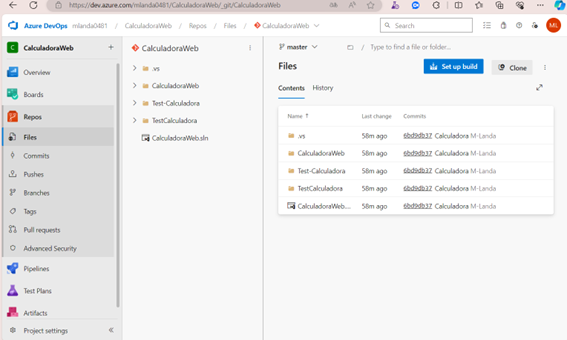 https://dev.azure.com/mlanda0481/CalculadoraWeb/_git/CalculadoraWeb
Azure DevOps mlanda0481 / CalculadoraWeb / Repos / Files / CalculadoraWeb Search ML
CalculadoraWeb
Overview
Boards
Repos
Files
Commits
Pushes
Branches
Tags
Pull requests
Advanced Security
Pipelines
Test Plans
Artifacts
Project settings
CalculadoraWeb
.vs
CalculadoraWeb
Test-Calculadora
TestCalculadora
CalculadoraWeb.sln
master / Type to find a file or folder...
Files Set up build Clone
Contents History
Name ↑ Last change Commits
.vs 58m ago 6bd9db37 Calculadora M-Landa
CalculadoraWeb 58m ago 6bd9db37 Calculadora M-Landa
Test-Calculadora 58m ago 6bd9db37 Calculadora M-Landa
TestCalculadora 58m ago 6bd9db37 Calculadora M-Landa
CalculadoraWeb.... 58m ago 6bd9db37 Calculadora M-Landa